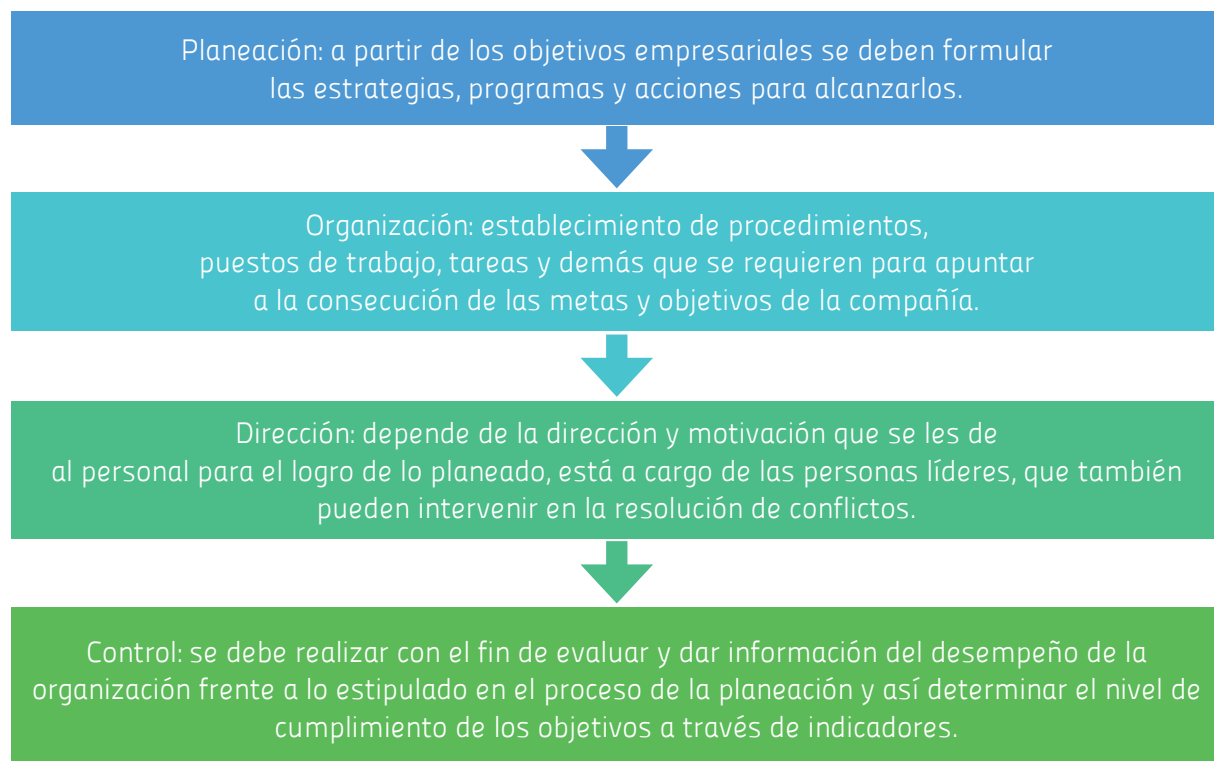 Planeación: a partir de los objetivos empresariales se deben formular
las estrategias, programas y acciones para alcanzarlos.
Organización: establecimiento de procedimientos,
puestos de trabajo, tareas y demás que se requieren para apuntar
a la consecución de las metas y objetivos de la compañía.
Dirección: depende de la dirección y motivación que se les de
al personal para el logro de lo planeado, está a cargo de las personas líderes, que también
pueden intervenir en la resolución de conflictos.
Control: se debe realizar con el fin de evaluar y dar información del desempeño de la
organización frente a lo estipulado en el proceso de la planeación y así determinar el nivel de
cumplimiento de los objetivos a través de indicadores.